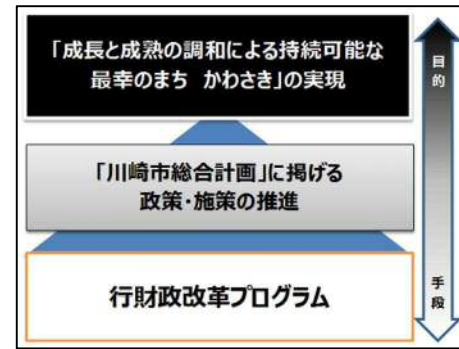 「成長と成熟の調和による持続可能な
最幸のまち かわさき」の実現
「川崎市総合計画」に掲げる
政策・施策の推進
行財政改革プログラム
目的
手段